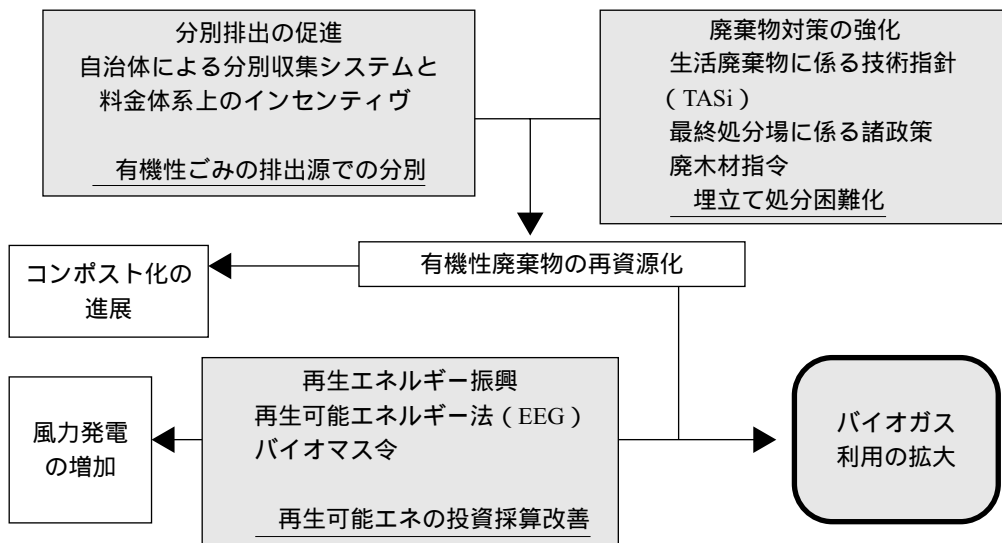 分別排出の促進
自治体による分別収集システムと
料金体系上のインセンティヴ
有機性ごみの排出源での分別
廃棄物対策の強化
生活廃棄物に係る技術指針
（TASi）
最終処分場に係る諸政策
廃木材指令
埋立て処分困難化
有機性廃棄物の再資源化
コンポスト化の
進展
再生エネルギー振興
再生可能エネルギー法（EEG）
バイオマス令
再生可能エネの投資採算改善
風力発電
の増加
バイオガス
利用の拡大